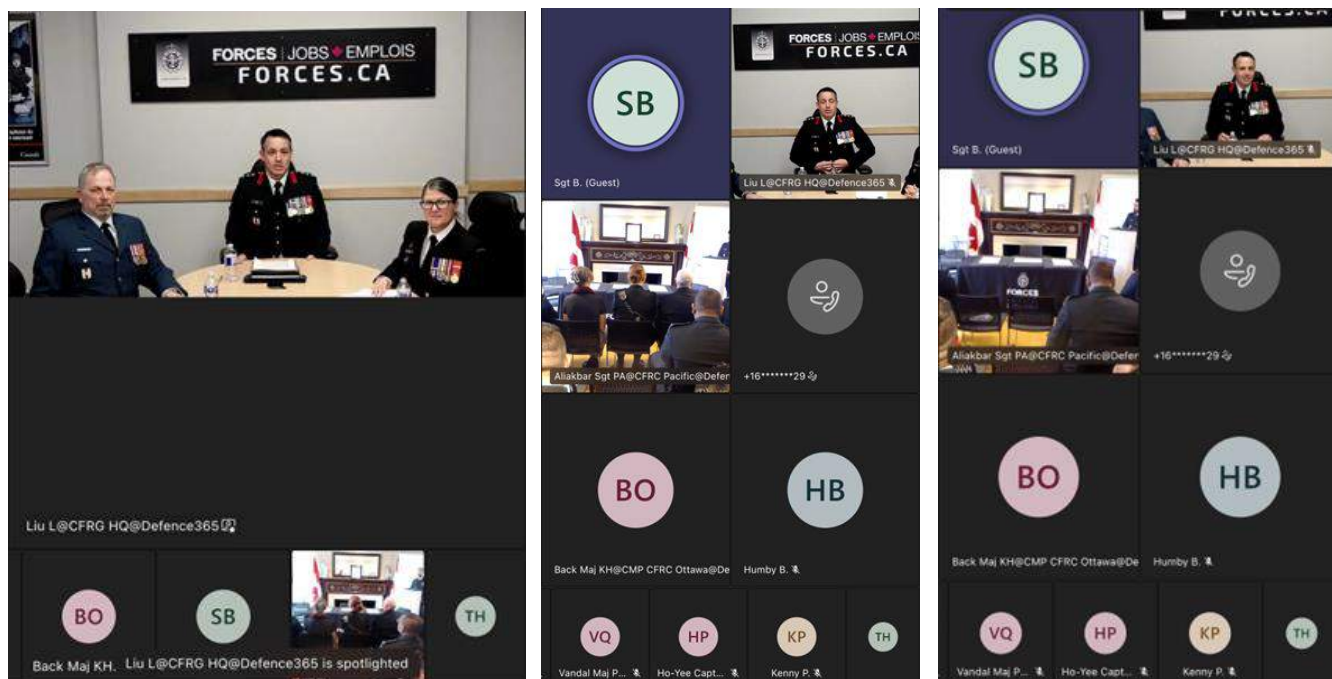 FORCES | JOBS EMPLOIS
FORCES.CA
Canada
Liu L@CFRG HQ@Defence365
BO
SB
TH
Back Maj KH.
Liu L@CFRG HQ@Defence365 is spotlighted
SB
Sgt B. (Guest)
FORCES | JOBS EMPLOIS
FORCES.CA
Liu L@CFRG HQ@Defence365
Aliakbar Sgt PA@CFRC Pacific@Defen
+16*******29
BO
HB
Back Maj KH@CMP CFRC Ottawa@De
Humby B.
VQ
HP
KP
TH
Vandal Maj P...
Ho-Yee Capt...
Kenny P.
SB
Sgt B. (Guest)
FORCES.CA
Liu L@CFRG HQ@Defence365
FORCES
Aliakbar Sgt PA@CFRC Pacific@Defen
+16*******29
BO
HB
Back Maj KH@CMP CFRC Ottawa@De
Humby B.
VQ
HP
KP
TH
Vandal Maj P...
Ho-Yee Capt...
Kenny P.